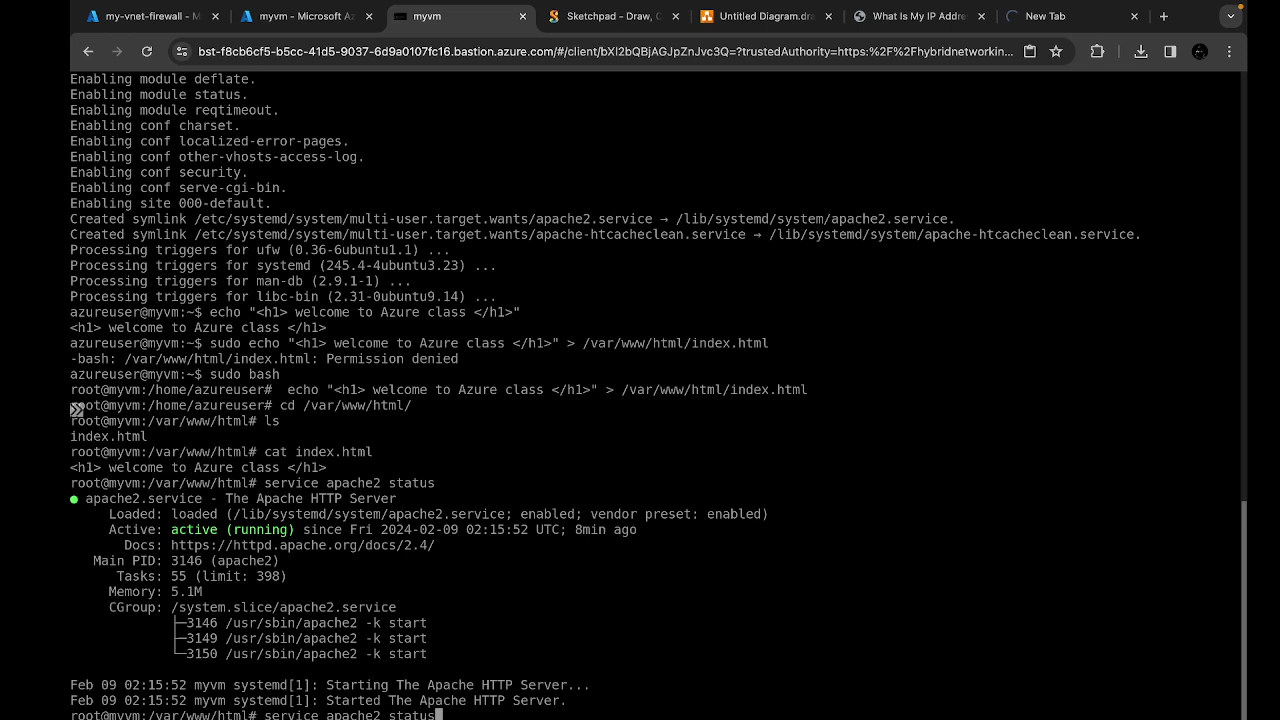 my-vnet-firewall - M
myvm - Microsoft Az
myvm
Sketchpad - Draw, C
Untitled Diagram.dra
What Is My IP Addre
New Tab
bst-f8cb6cf5-b5cc-41d5-9037-6d9a0107fc16.bastion.azure.com/#/client/bXl2bQBjAGJpZnJvc3Q=?trustedAuthority=https:%2F%2Fhybridnetworkin...
Enabling module deflate.
Enabling module status.
Enabling module reqtimeout.
Enabling conf charset.
Enabling conf localized-error-pages.
Enabling conf other-vhosts-access-log.
Enabling conf security.
Enabling conf serve-cgi-bin.
Enabling site 000-default.
Created symlink /etc/systemd/system/multi-user.target.wants/apache2.service → /lib/systemd/system/apache2.service.
Created symlink /etc/systemd/system/multi-user.target.wants/apache-htcacheclean.service → /lib/systemd/system/apache-htcacheclean.service.
Processing triggers for ufw (0.36-6ubuntu1.1) ...
Processing triggers for systemd (245.4-4ubuntu3.23) ...
Processing triggers for man-db (2.9.1-1) ...
Processing triggers for libc-bin (2.31-0ubuntu9.14) ...
azureuser@myvm:~$ echo "<h1> welcome to Azure class </h1>"
<h1> welcome to Azure class </h1>
azureuser@myvm:~$ sudo echo "<h1> welcome to Azure class </h1>" > /var/www/html/index.html
-bash: /var/www/html/index.html: Permission denied
azureuser@myvm:~$ sudo bash
root@myvm:/home/azureuser#  echo "<h1> welcome to Azure class </h1>" > /var/www/html/index.html
root@myvm:/home/azureuser# cd /var/www/html/
root@myvm:/var/www/html# ls
index.html
root@myvm:/var/www/html# cat index.html
<h1> welcome to Azure class </h1>
root@myvm:/var/www/html# service apache2 status
● apache2.service - The Apache HTTP Server
Loaded: loaded (/lib/systemd/system/apache2.service; enabled; vendor preset: enabled)
Active: active (running) since Fri 2024-02-09 02:15:52 UTC; 8min ago
Docs: https://httpd.apache.org/docs/2.4/
Main PID: 3146 (apache2)
Tasks: 55 (limit: 398)
Memory: 5.1M
CGroup: /system.slice/apache2.service
├─3146 /usr/sbin/apache2 -k start
├─3149 /usr/sbin/apache2 -k start
└─3150 /usr/sbin/apache2 -k start
Feb 09 02:15:52 myvm systemd[1]: Starting The Apache HTTP Server...
Feb 09 02:15:52 myvm systemd[1]: Started The Apache HTTP Server.
root@myvm:/var/www/html# service apache2 status